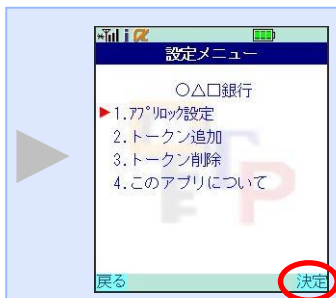 設定メニュー
○△□銀行
1.ｱﾌﾟﾘﾛｯｸ設定
2.トークン追加
3.トークン削除
4.このアプリについて
戻る 決定